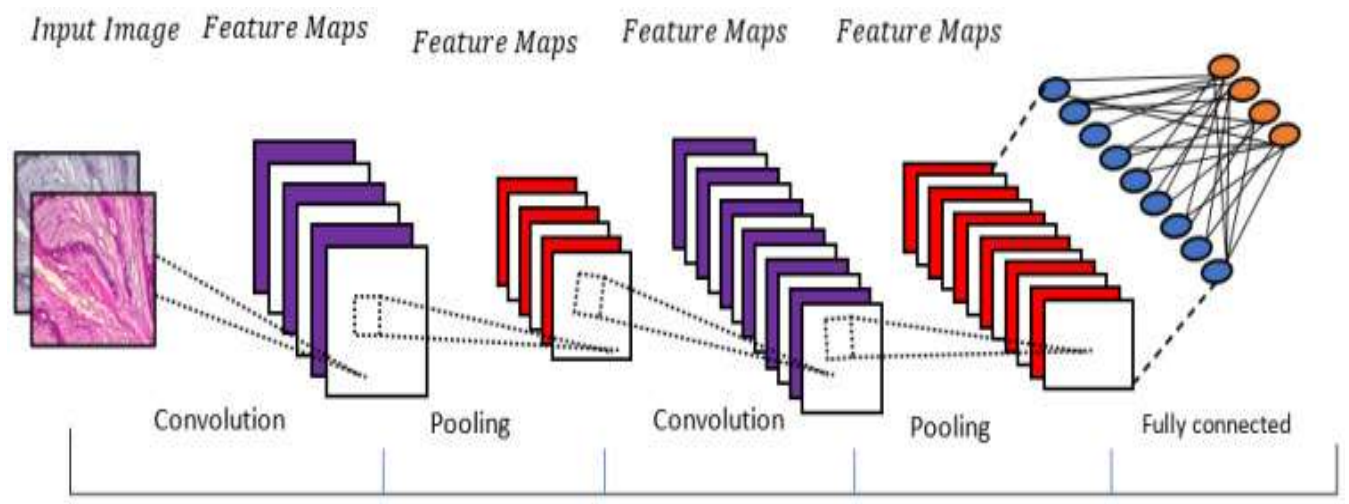 Input Image
Feature Maps
Feature Maps
Feature Maps
Feature Maps
Convolution
Pooling
Convolution
Pooling
Fully connected